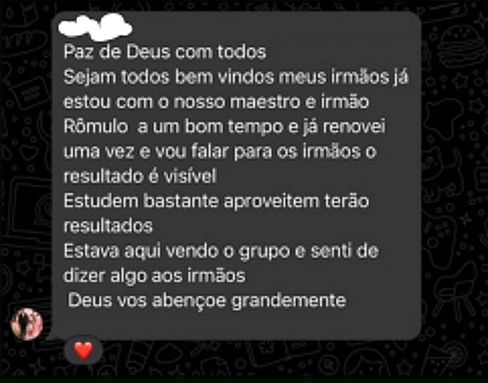 Paz de Deus com todos
Sejam todos bem vindos meus irmãos já
estou com o nosso maestro e irmão
Rômulo  a um bom tempo e já renovei
uma vez e vou falar para os irmãos o
resultado é visível
Estudem bastante aproveitem terão
resultados
Estava aqui vendo o grupo e senti de
dizer algo aos irmãos
Deus vos abençoe grandemente